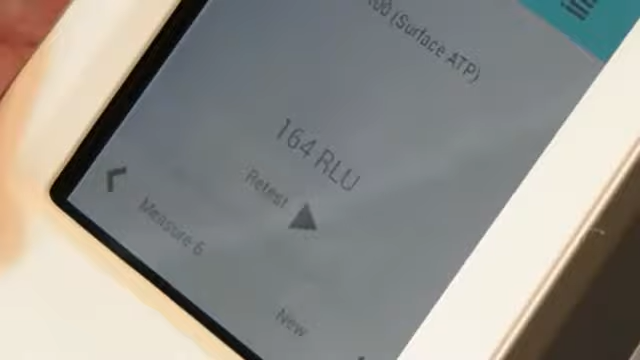 (Surface ATP)
164 RLU
Retest
Measure 6
New